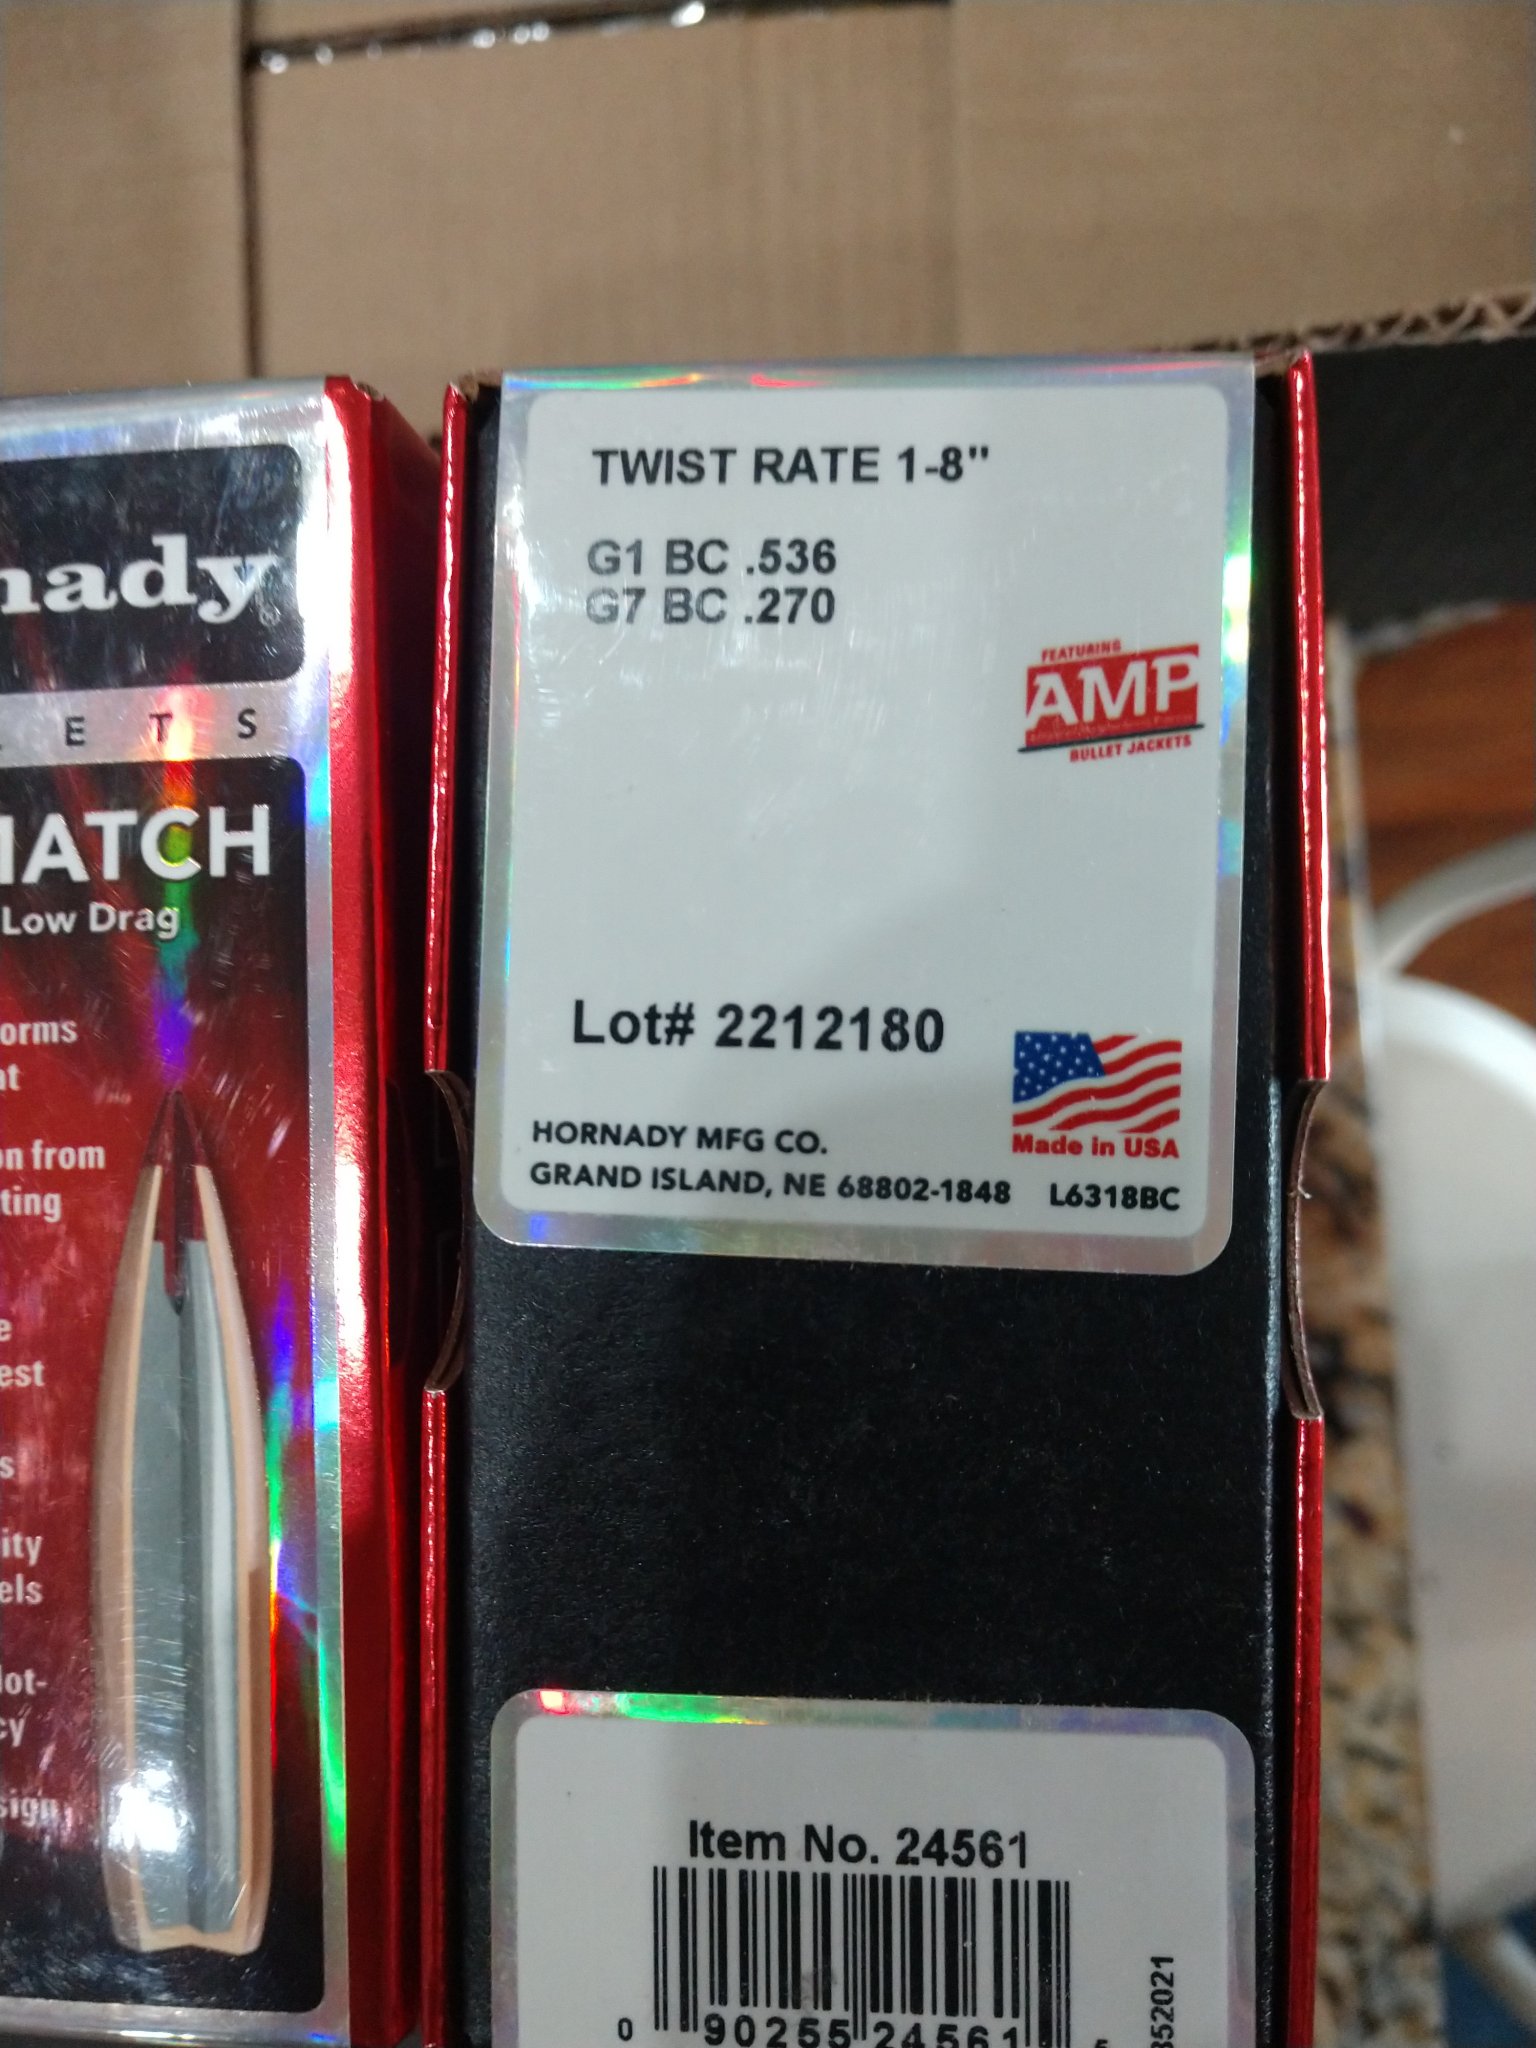 nady
®
E T S
MATCH
Low Drag
orms
nt
on from
ting
e
est
s
ity
els
lot-
cy
sign
TWIST RATE 1-8"
G1 BC .536
G7 BC .270
FEATURING
AMP
BULLET JACKETS
Lot# 2212180
Made in USA
HORNADY MFG CO.
GRAND ISLAND, NE 68802-1848 L6318BC
Item No. 24561
0 90255 24561
352021